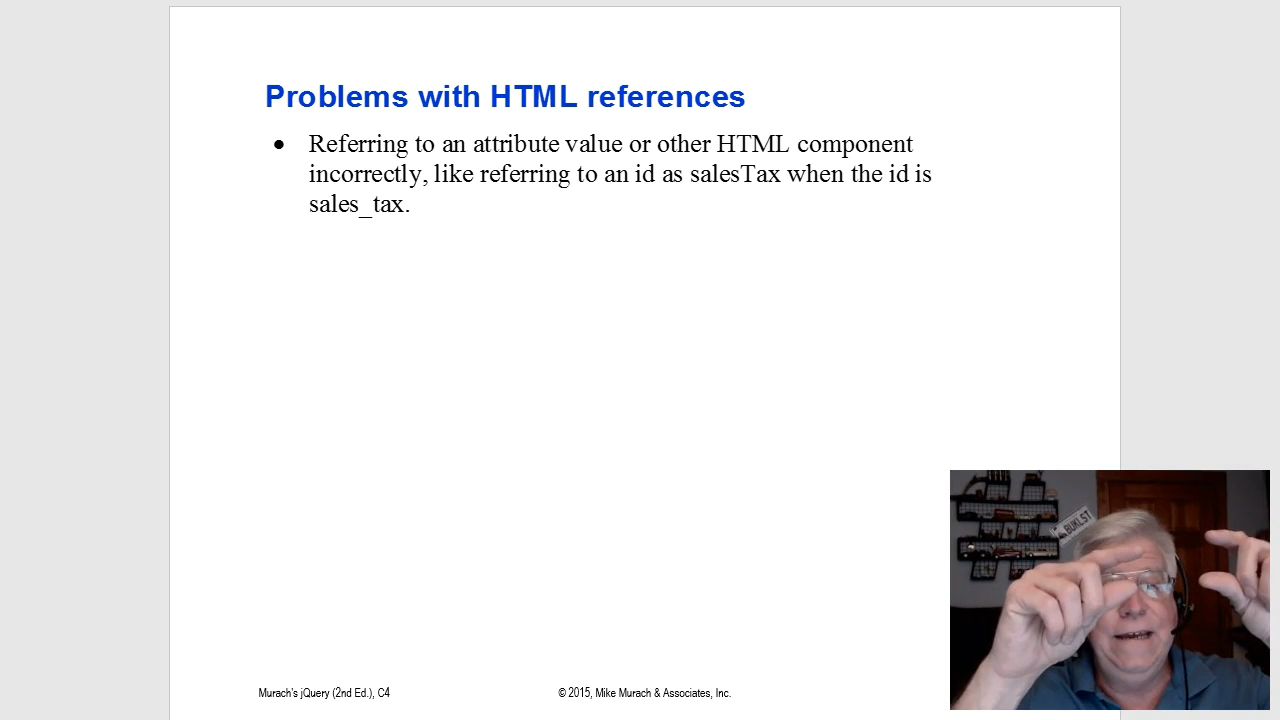 Problems with HTML references
• Referring to an attribute value or other HTML component
incorrectly, like referring to an id as salesTax when the id is
sales_tax.
BUKLST
Murach's jQuery (2nd Ed.), C4
© 2015, Mike Murach & Associates, Inc.